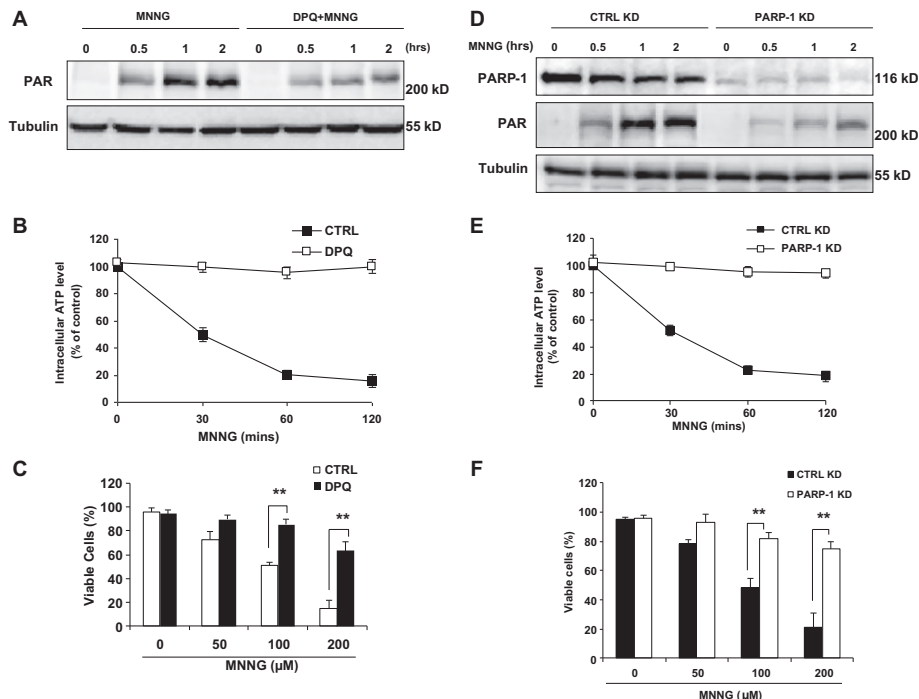 A
MNNG DPQ+MNNG
0 0.5 1 2 0 0.5 1 2 (hrs)
PAR
200 kD
Tubulin
55 kD
B
CTRL
DPQ
120
100
80
60
40
20
0
Intracellular ATP level
(% of control)
0 30 60 120
MNNG (mins)
C
CTRL
DPQ
120
100
80
60
40
20
0
Viable Cells (%)
** **
0 50 100 200
MNNG (µM)
D
CTRL KD PARP-1 KD
MNNG (hrs) 0 0.5 1 2 0 0.5 1 2
PARP-1
116 kD
PAR
200 kD
Tubulin
55 kD
E
CTRL KD
PARP-1 KD
120
100
80
60
40
20
0
Intracellular ATP level
(% of control)
0 30 60 120
MNNG (mins)
F
CTRL KD
PARP-1 KD
120
100
80
60
40
20
0
Viable cells (%)
** **
0 50 100 200
MNNG (µM)